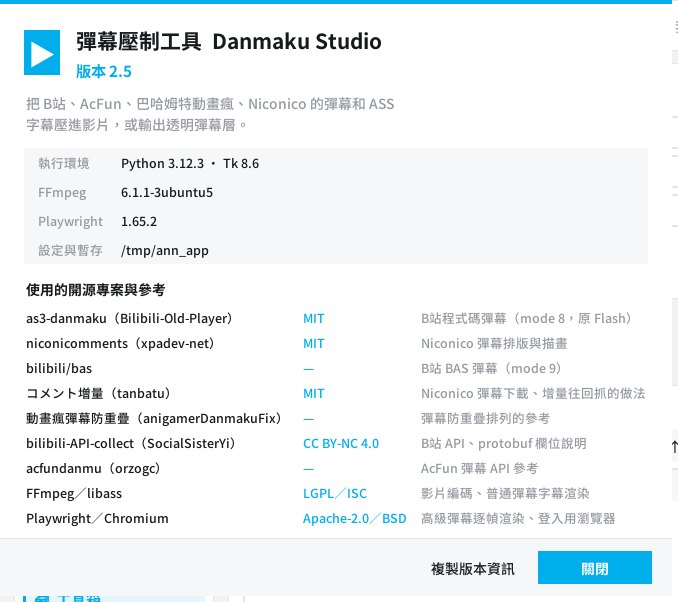 彈幕壓制工具 Danmaku Studio
版本 2.5
把 B站、AcFun、巴哈姆特動畫瘋、Niconico 的彈幕和 ASS
字幕壓進影片，或輸出透明彈幕層。
執行環境 Python 3.12.3 · Tk 8.6
FFmpeg 6.1.1-3ubuntu5
Playwright 1.65.2
設定與暫存 /tmp/ann_app
使用的開源專案與參考
as3-danmaku（Bilibili-Old-Player） MIT B站程式碼彈幕（mode 8，原 Flash）
niconicomments（xpadev-net） MIT Niconico 彈幕排版與描畫
bilibili/bas — B站 BAS 彈幕（mode 9）
コメント増量（tanbatu） MIT Niconico 彈幕下載、增量往回抓的做法
動畫瘋彈幕防重疊（anigamerDanmakuFix） — 彈幕防重疊排列的參考
bilibili-API-collect（SocialSisterYi） CC BY-NC 4.0 B站 API、protobuf 欄位說明
acfundanmu（orzogc） — AcFun 彈幕 API 參考
FFmpeg／libass LGPL／ISC 影片編碼、普通彈幕字幕渲染
Playwright／Chromium Apache-2.0／BSD 高級彈幕逐幀渲染、登入用瀏覽器
複製版本資訊 關閉